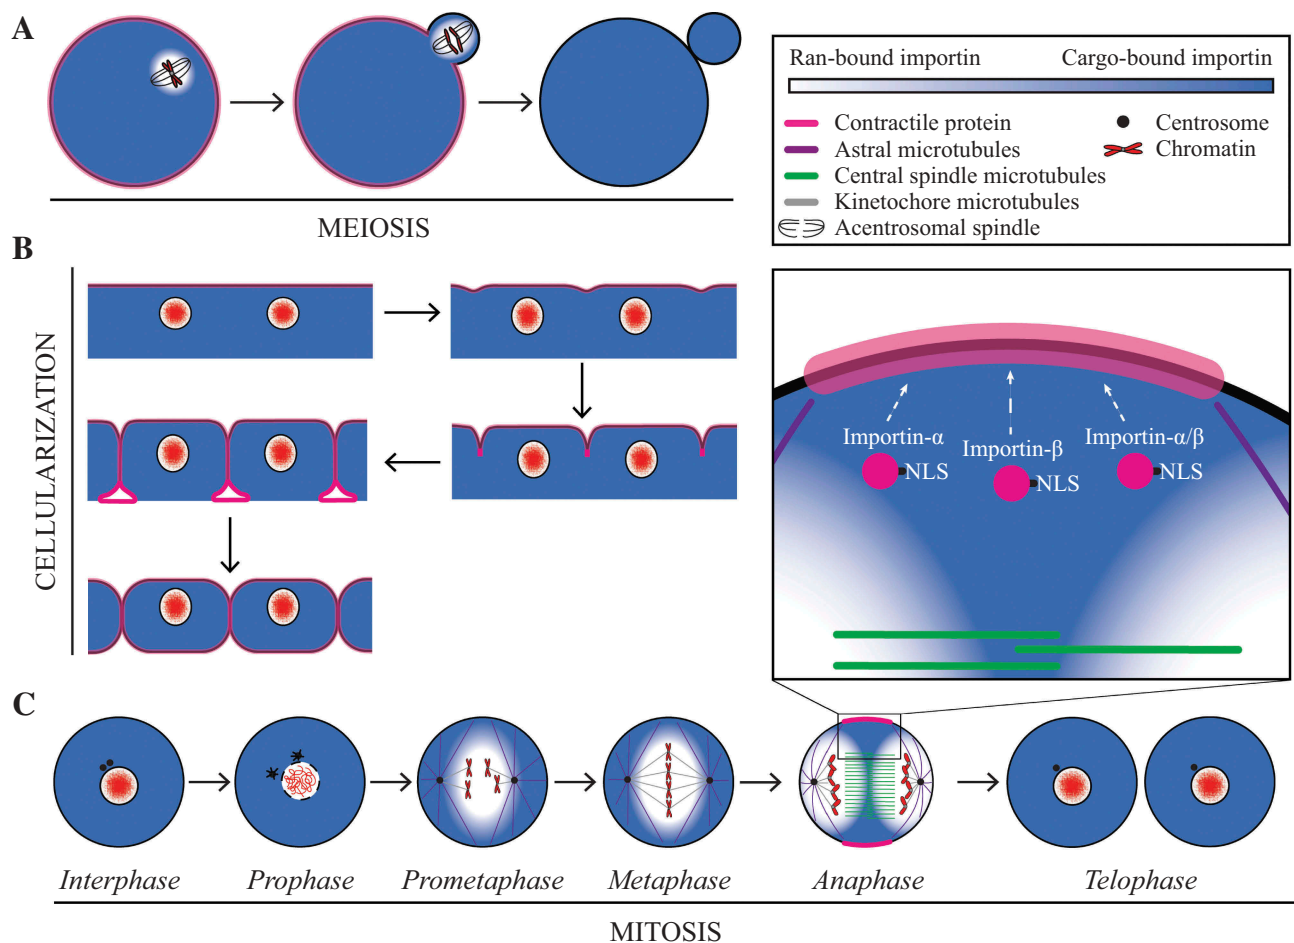 A
MEIOSIS
Ran-bound importin
Cargo-bound importin
Contractile protein
Astral microtubules
Central spindle microtubules
Kinetochore microtubules
Acentrosomal spindle
Centrosome
Chromatin
B
CELLULARIZATION
Importin-α
NLS
Importin-β
NLS
Importin-α/β
NLS
C
Interphase
Prophase
Prometaphase
Metaphase
Anaphase
Telophase
MITOSIS